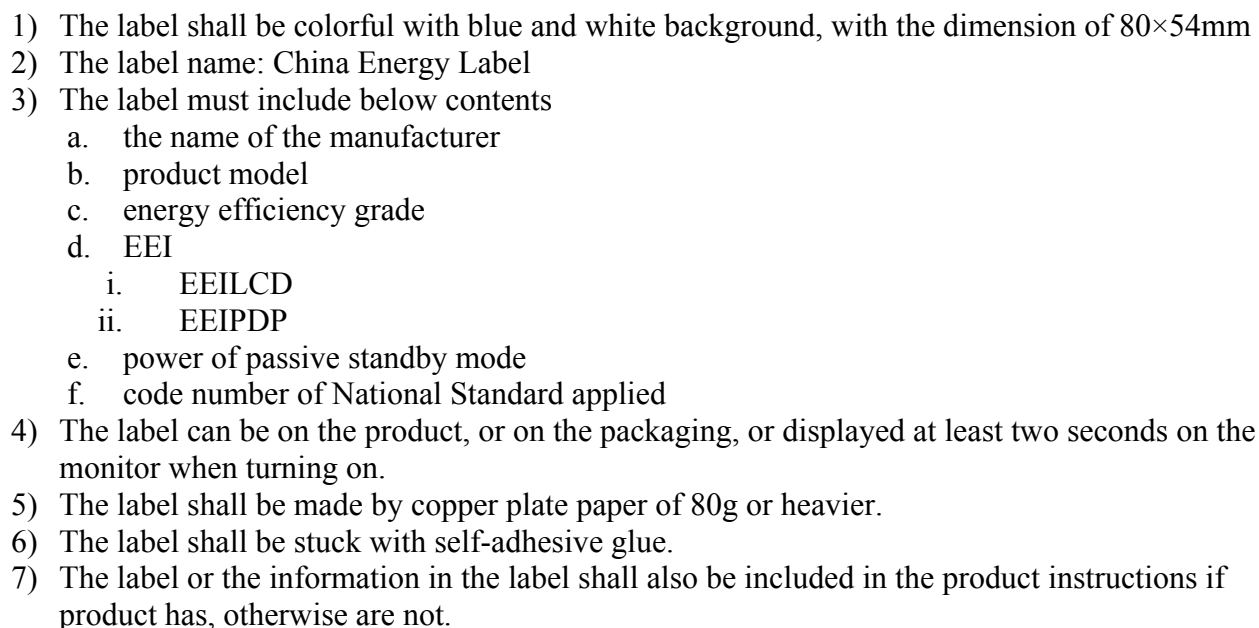 1) The label shall be colorful with blue and white background, with the dimension of 80×54mm
2) The label name: China Energy Label
3) The label must include below contents
a. the name of the manufacturer
b. product model
c. energy efficiency grade
d. EEI
i. EEILCD
ii. EEIPDP
e. power of passive standby mode
f. code number of National Standard applied
4) The label can be on the product, or on the packaging, or displayed at least two seconds on the
monitor when turning on.
5) The label shall be made by copper plate paper of 80g or heavier.
6) The label shall be stuck with self-adhesive glue.
7) The label or the information in the label shall also be included in the product instructions if
product has, otherwise are not.